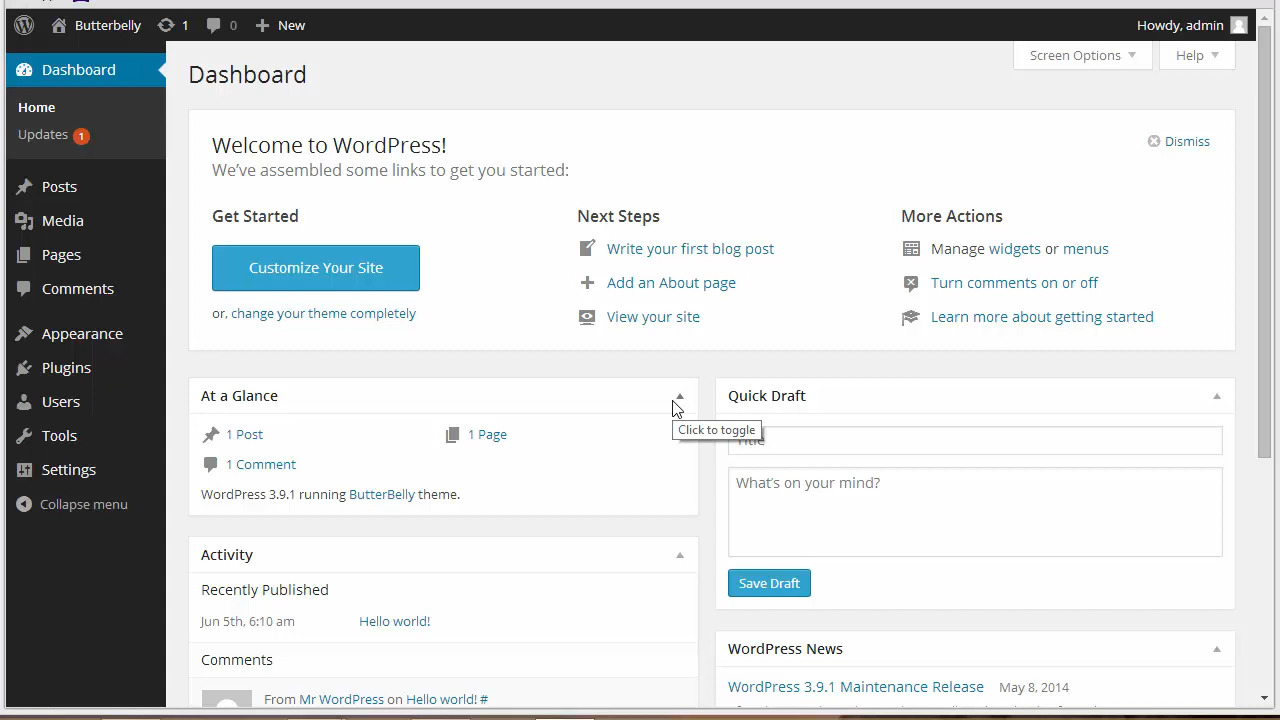 Butterbelly 1 0 New Howdy, admin
Dashboard
Home
Updates 1
Posts
Media
Pages
Comments
Appearance
Plugins
Users
Tools
Settings
Collapse menu
Screen Options Help
Dashboard
Welcome to WordPress!
We've assembled some links to get you started:
Dismiss
Get Started
Customize Your Site
or, change your theme completely
Next Steps
Write your first blog post
Add an About page
View your site
More Actions
Manage widgets or menus
Turn comments on or off
Learn more about getting started
At a Glance
Click to toggle
1 Post 1 Page
1 Comment
WordPress 3.9.1 running ButterBelly theme.
Activity
Recently Published
Jun 5th, 6:10 am Hello world!
Comments
From Mr WordPress on Hello world! #
Quick Draft
Title
What's on your mind?
Save Draft
WordPress News
WordPress 3.9.1 Maintenance Release May 8, 2014